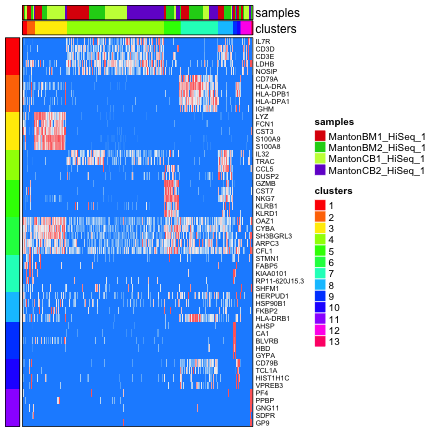 samples
clusters
IL7R
CD3D
CD3E
LDHB
NOSIP
CD79A
HLA-DRA
HLA-DPB1
HLA-DPA1
IGHM
LYZ
FCN1
CST3
S100A9
S100A8
IL32
TRAC
CCL5
DUSP2
GZMB
CST7
NKG7
KLRB1
KLRD1
OAZ1
CYBA
SH3BGRL3
ARPC3
CFL1
STMN1
FABP5
KIAA0101
RP11-620J15.3
SHFM1
HERPUD1
HSP90B1
FKBP2
HLA-DRB1
AHSP
CA1
BLVRB
HBD
GYPA
CD79B
TCL1A
HIST1H1C
VPREB3
PF4
PPBP
GNG11
SDPR
GP9
samples
MantonBM1_HiSeq_1
MantonBM2_HiSeq_1
MantonCB1_HiSeq_1
MantonCB2_HiSeq_1
clusters
1
2
3
4
5
6
7
8
9
10
11
12
13